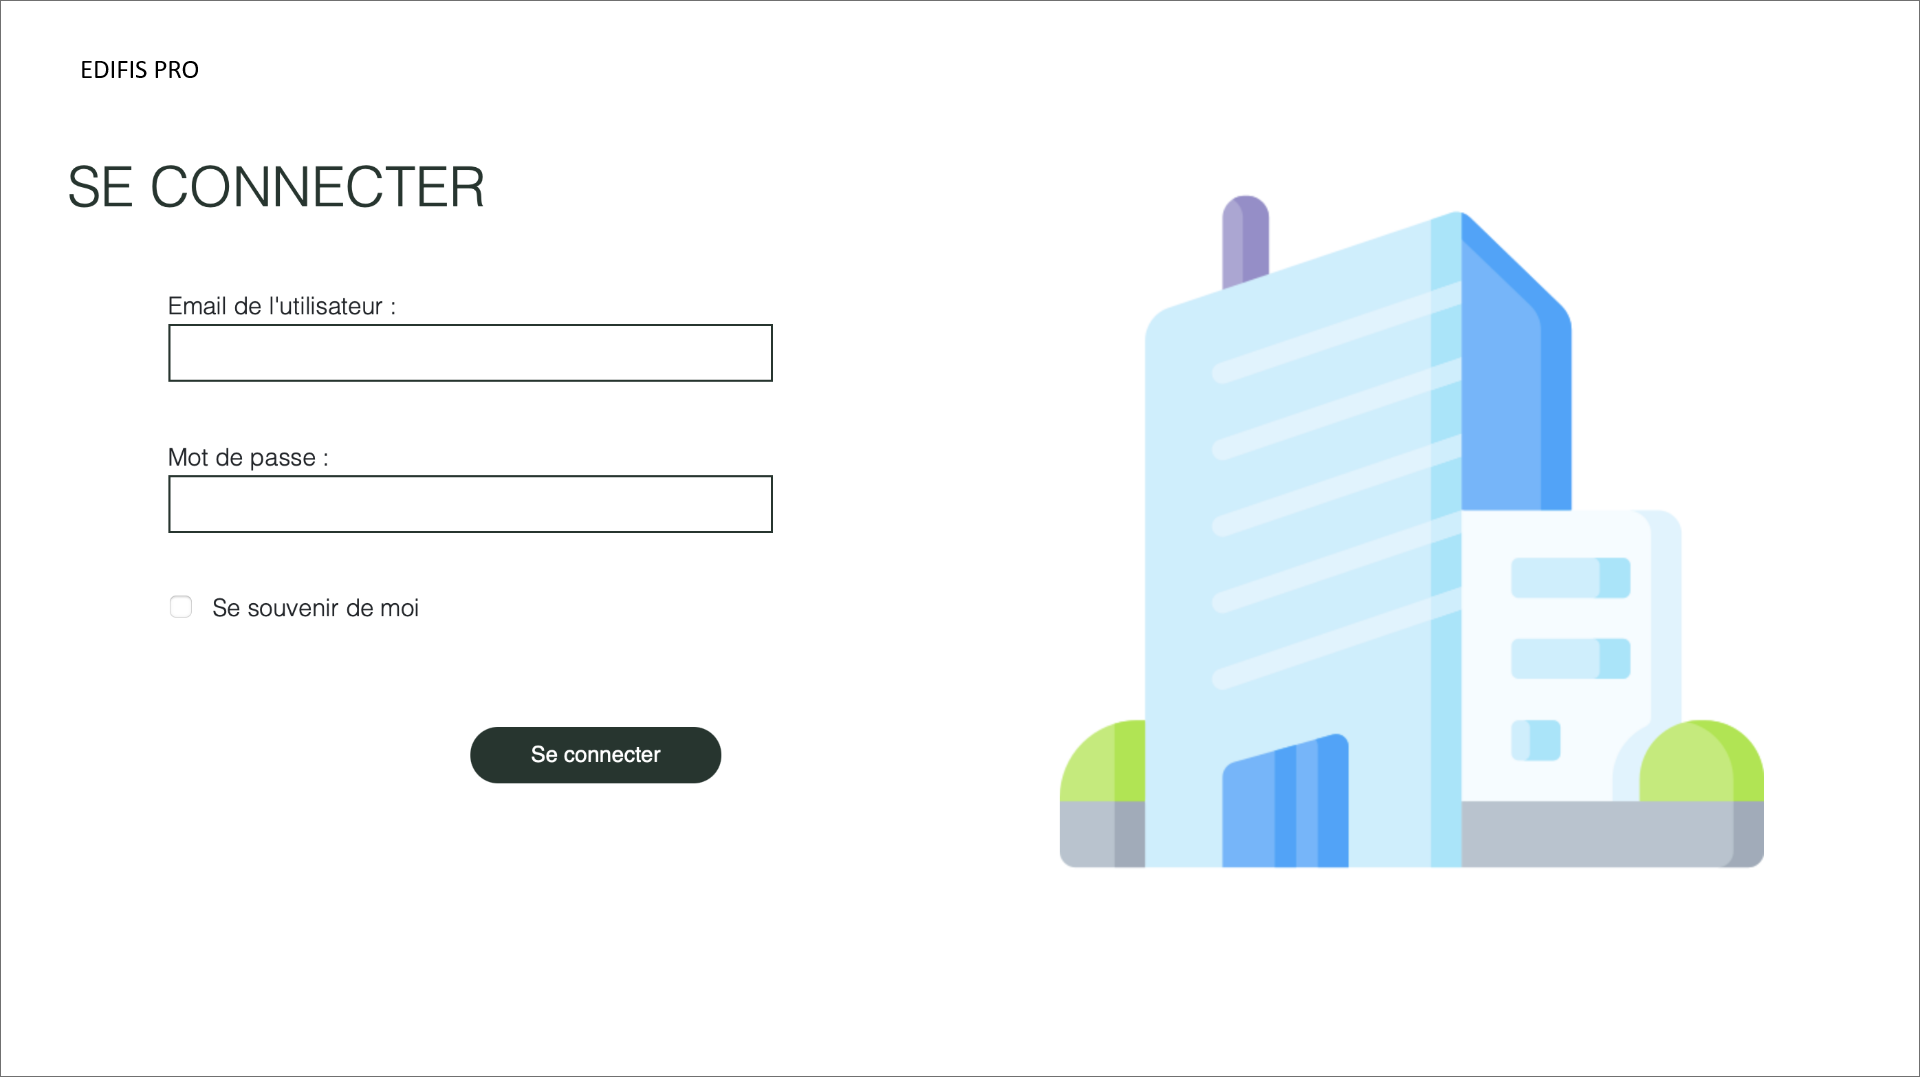 EDIFIS PRO
SE CONNECTER
Email de l'utilisateur :
Mot de passe :
Se souvenir de moi
Se connecter